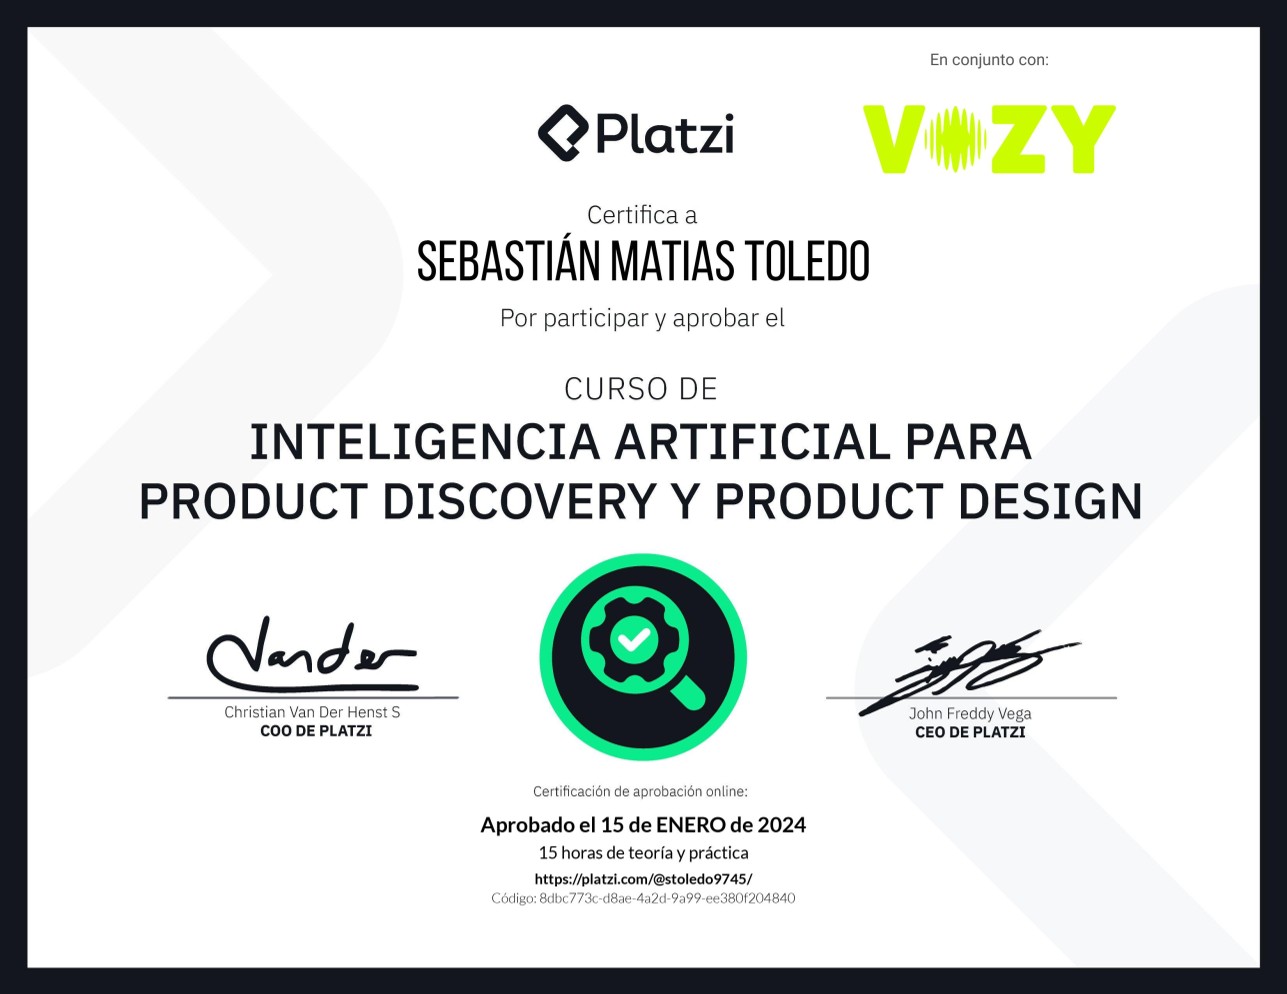 En conjunto con:
Platzi
VOZY
Certifica a
SEBASTIÁN MATIAS TOLEDO
Por participar y aprobar el
CURSO DE
INTELIGENCIA ARTIFICIAL PARA
PRODUCT DISCOVERY Y PRODUCT DESIGN
Vander
Christian Van Der Henst S
COO DE PLATZI
John Freddy Vega
CEO DE PLATZI
Certificación de aprobación online:
Aprobado el 15 de ENERO de 2024
15 horas de teoría y práctica
https://platzi.com/@stoledo9745/
Código: 8dbc773c-d8ae-4a2d-9a99-ee380f204840